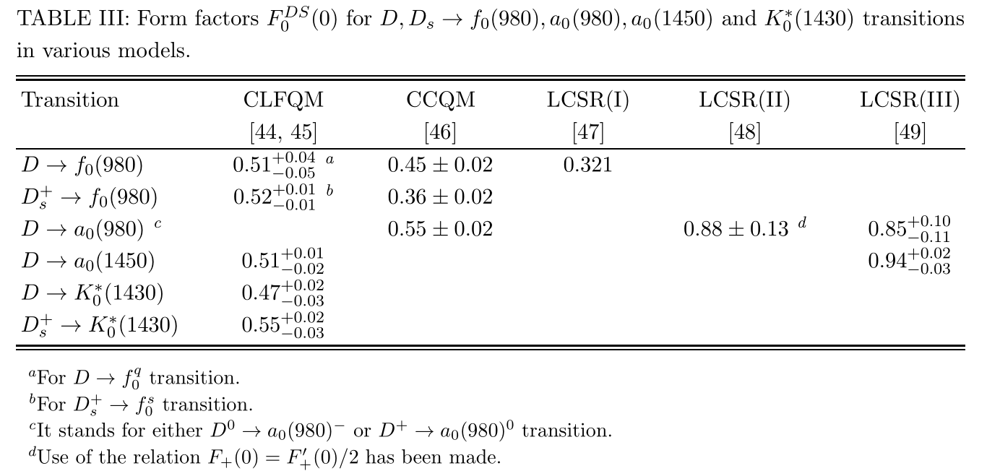 TABLE III: Form factors $F_0^{DS}(0)$ for $D, D_s \to f_0(980), a_0(980), a_0(1450)$ and $K_0^*(1430)$ transitions
in various models.
Transition CLFQM CCQM LCSR(I) LCSR(II) LCSR(III)
[44, 45] [46] [47] [48] [49]
$D \to f_0(980)$ $0.51^{+0.04}_{-0.05}$ $^a$ $0.45 \pm 0.02$ 0.321
$D_s^+ \to f_0(980)$ $0.52^{+0.01}_{-0.01}$ $^b$ $0.36 \pm 0.02$
$D \to a_0(980)$ $^c$ $0.55 \pm 0.02$ $0.88 \pm 0.13$ $^d$ $0.85^{+0.10}_{-0.11}$
$D \to a_0(1450)$ $0.51^{+0.01}_{-0.02}$ $0.94^{+0.02}_{-0.03}$
$D \to K_0^*(1430)$ $0.47^{+0.02}_{-0.03}$
$D_s^+ \to K_0^*(1430)$ $0.55^{+0.02}_{-0.03}$
$^a$For $D \to f_0^q$ transition.
$^b$For $D_s^+ \to f_0^s$ transition.
$^c$It stands for either $D^0 \to a_0(980)^-$ or $D^+ \to a_0(980)^0$ transition.
$^d$Use of the relation $F_+(0) = F_+^{\prime}(0)/2$ has been made.